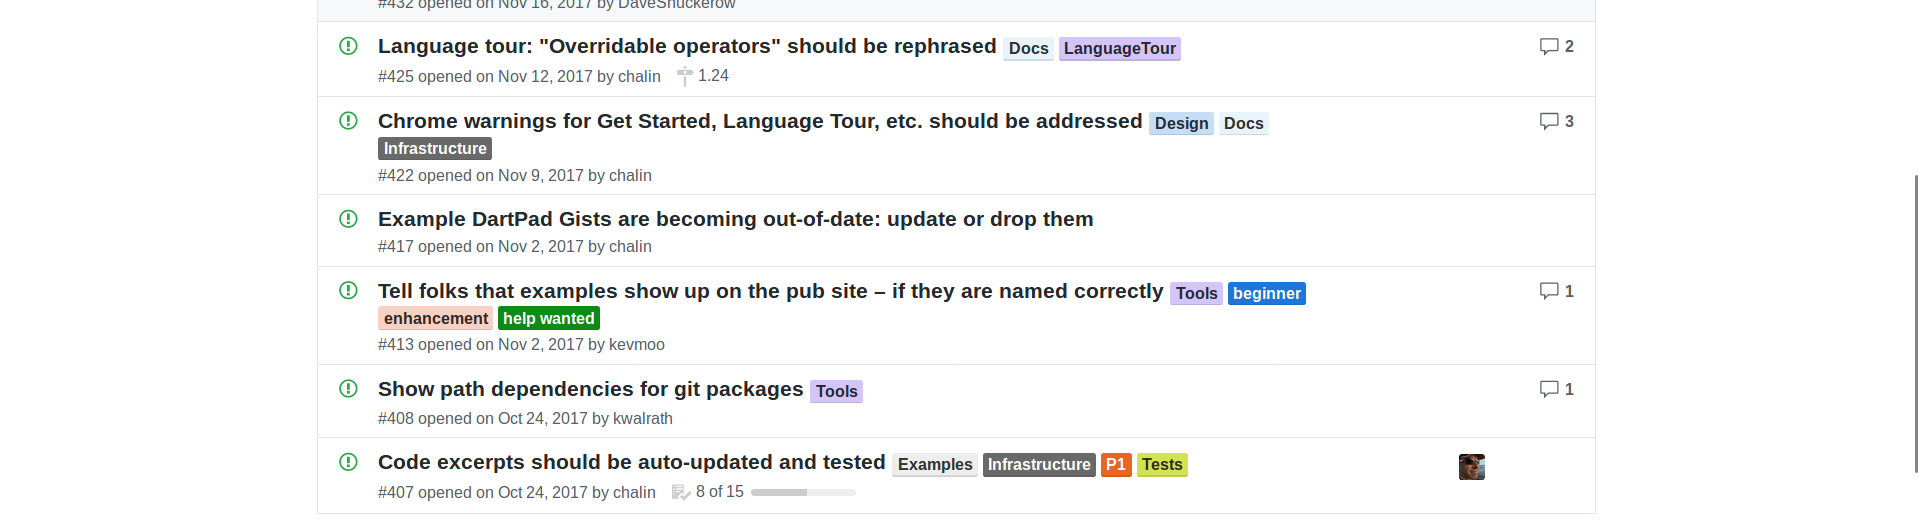 #432 opened on Nov 16, 2017 by DaveShuckerow
Language tour: "Overridable operators" should be rephrased Docs LanguageTour 2
#425 opened on Nov 12, 2017 by chalin 1.24
Chrome warnings for Get Started, Language Tour, etc. should be addressed Design Docs 3
Infrastructure
#422 opened on Nov 9, 2017 by chalin
Example DartPad Gists are becoming out-of-date: update or drop them
#417 opened on Nov 2, 2017 by chalin
Tell folks that examples show up on the pub site – if they are named correctly Tools beginner 1
enhancement help wanted
#413 opened on Nov 2, 2017 by kevmoo
Show path dependencies for git packages Tools 1
#408 opened on Oct 24, 2017 by kwalrath
Code excerpts should be auto-updated and tested Examples Infrastructure P1 Tests
#407 opened on Oct 24, 2017 by chalin 8 of 15